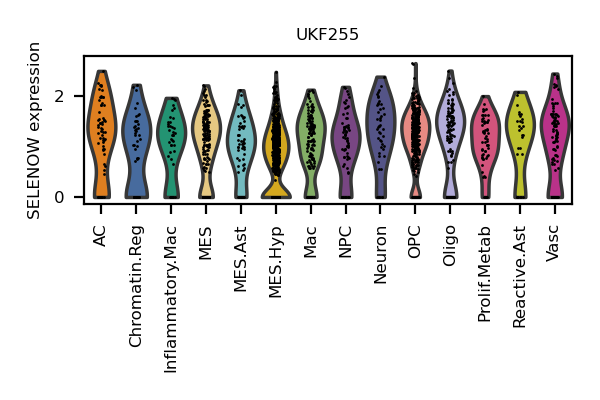 UKF255
SELENOW expression
2
0
AC
Chromatin.Reg
Inflammatory.Mac
MES
MES.Ast
MES.Hyp
Mac
NPC
Neuron
OPC
Oligo
Prolif.Metab
Reactive.Ast
Vasc